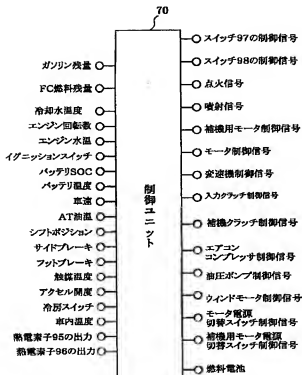 70
ガソリン残量
FC燃料残量
冷却水温度
エンジン回転数
エンジン水温
イグニッションスイッチ
バッテリSOC
バッテリ温度
車速
AT油温
シフトポジション
サイドブレーキ
フットブレーキ
触媒温度
アクセル開度
冷房スイッチ
車内温度
熱電素子95の出力
熱電素子96の出力
制御ユニット
スイッチ97の制御信号
スイッチ98の制御信号
点火信号
噴射信号
補機用モータ制御信号
モータ制御信号
変速機制御信号
入力クラッチ制御信号
補機クラッチ制御信号
エアコン
コンプレッサ制御信号
油圧ポンプ制御信号
ウィンドモータ制御信号
モータ電源
切替スイッチ制御信号
補機用モータ電源
切替スイッチ制御信号
燃料電池